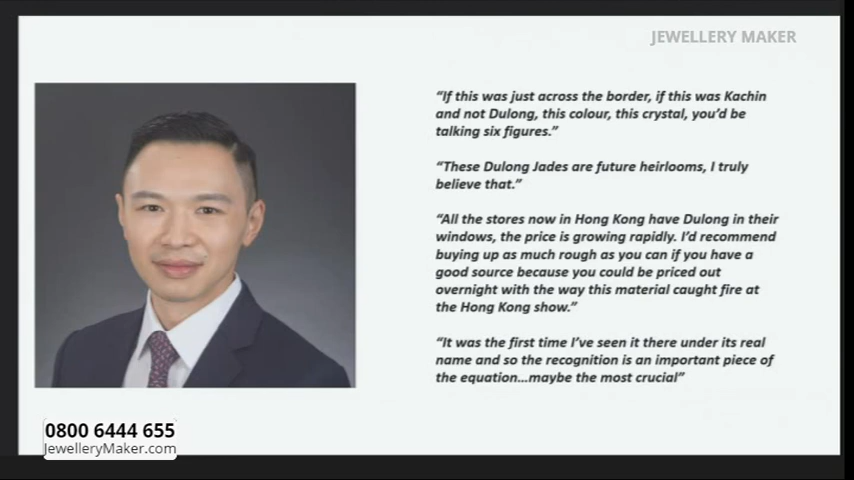 JEWELLERY MAKER
“If this was just across the border, if this was Kachin
and not Dulong, this colour, this crystal, you’d be
talking six figures.”
“These Dulong Jades are future heirlooms, I truly
believe that.”
“All the stores now in Hong Kong have Dulong in their
windows, the price is growing rapidly. I’d recommend
buying up as much rough as you can if you have a
good source because you could be priced out
overnight with the way this material caught fire at
the Hong Kong show.”
“It was the first time I’ve seen it there under its real
name and so the recognition is an important piece of
the equation…maybe the most crucial”
0800 6444 655
JewelleryMaker.com